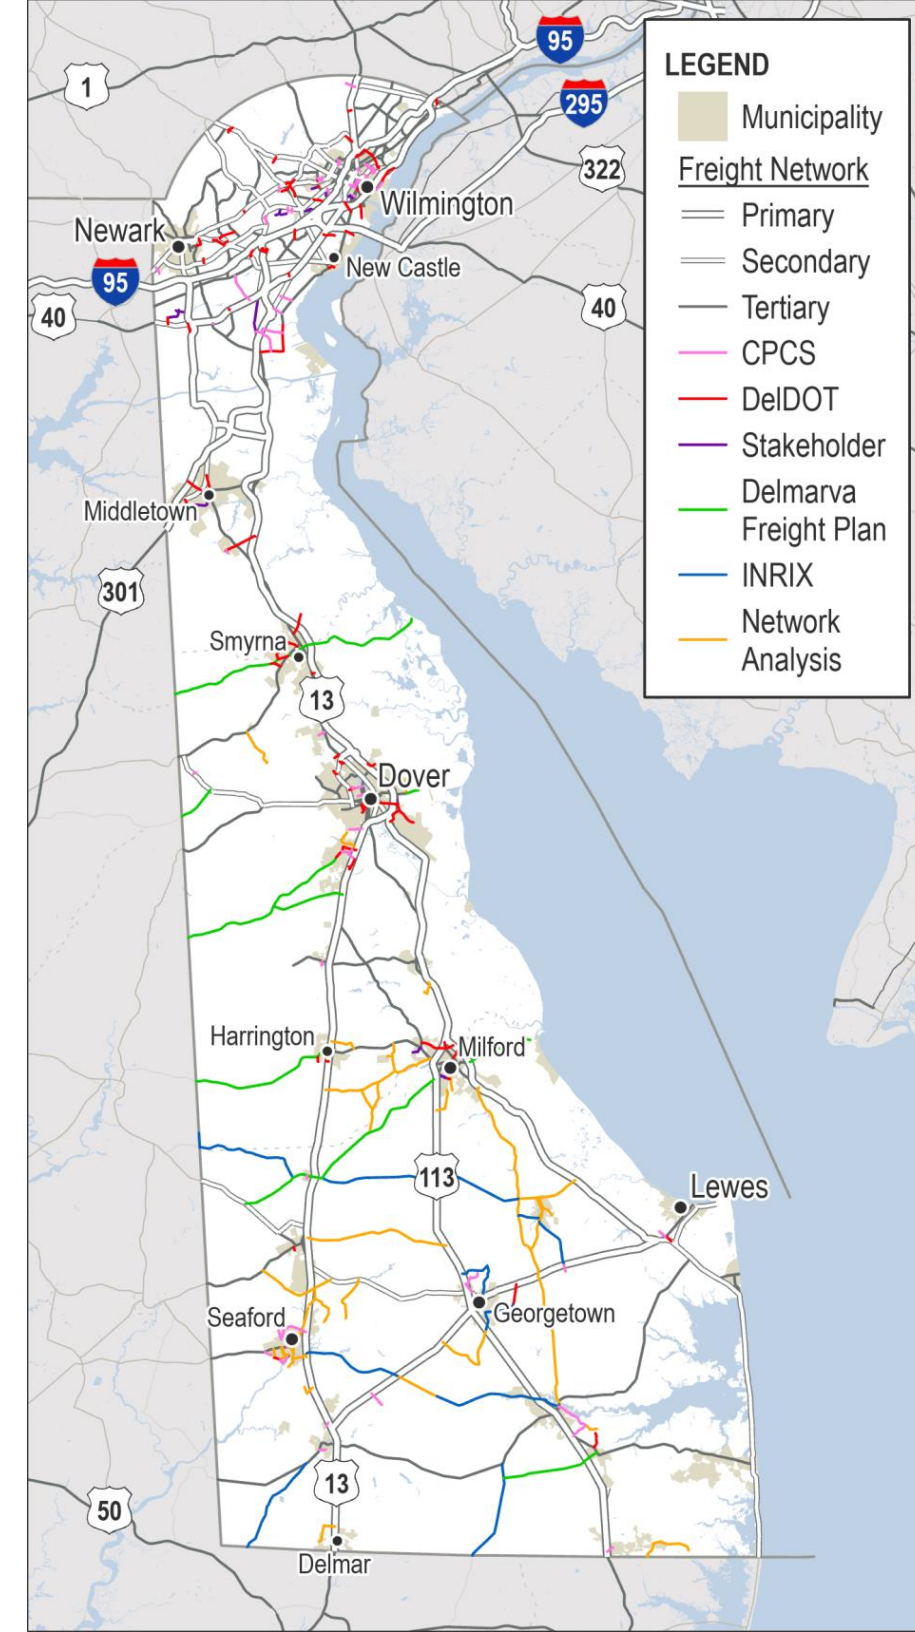 95
LEGEND
1
295
Municipality
322
Freight Network
Wilmington
Primary
Newark
Secondary
New Castle
95
40
40
Tertiary
CPCS
DelDOT
Stakeholder
Delmarva
Freight Plan
Middletown
INRIX
301
Network
Analysis
Smyrna
13
Dover
Harrington
Milford
113
Lewes
Seaford
Georgetown
13
50
Delmar